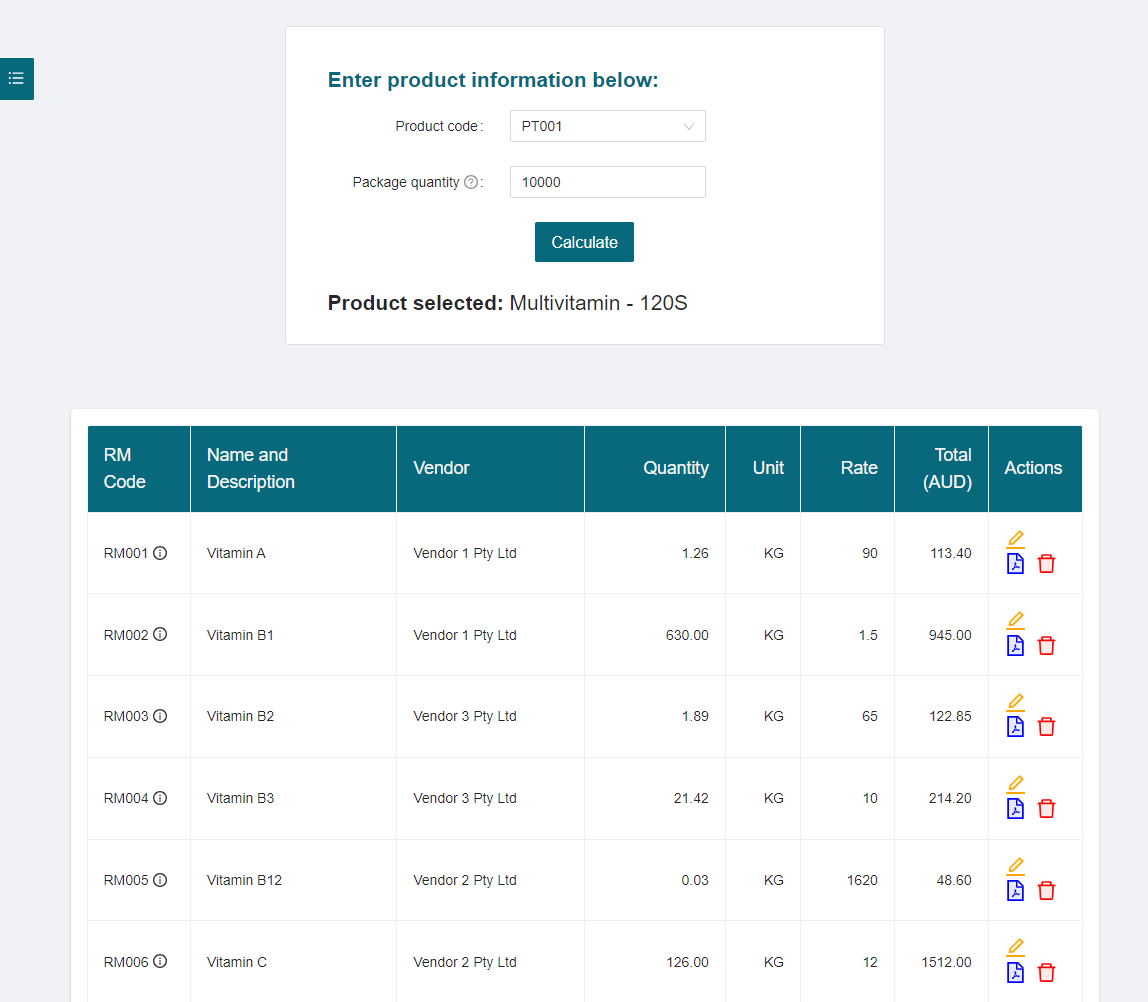 Enter product information below:
Product code :
PT001
Package quantity ? :
10000
Calculate
Product selected: Multivitamin - 120S
RM Code Name and Description Vendor Quantity Unit Rate Total (AUD) Actions
RM001 Vitamin A Vendor 1 Pty Ltd 1.26 KG 90 113.40
RM002 Vitamin B1 Vendor 1 Pty Ltd 630.00 KG 1.5 945.00
RM003 Vitamin B2 Vendor 3 Pty Ltd 1.89 KG 65 122.85
RM004 Vitamin B3 Vendor 3 Pty Ltd 21.42 KG 10 214.20
RM005 Vitamin B12 Vendor 2 Pty Ltd 0.03 KG 1620 48.60
RM006 Vitamin C Vendor 2 Pty Ltd 126.00 KG 12 1512.00